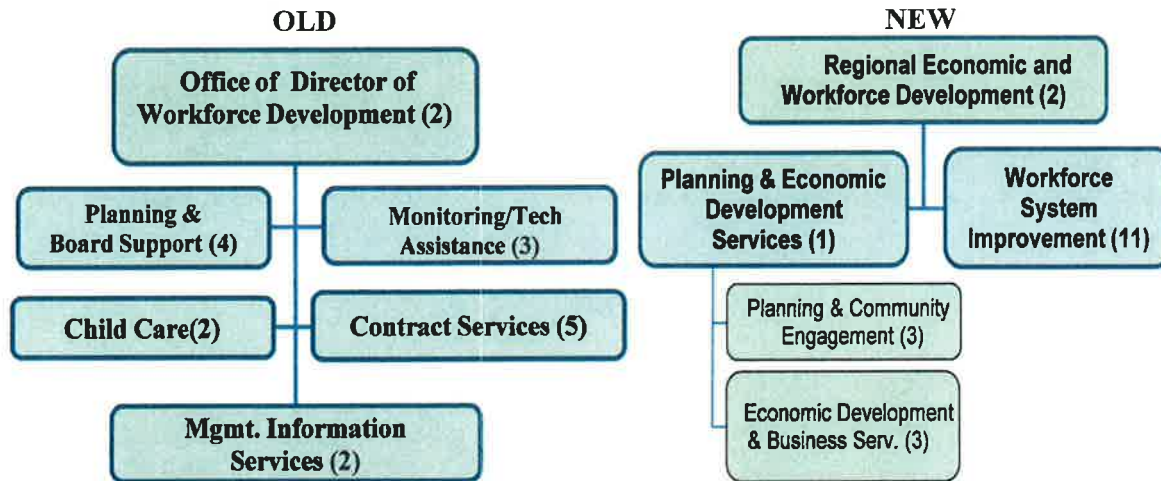 OLD
Office of Director of
Workforce Development (2)
Planning &
Board Support (4)
Monitoring/Tech
Assistance (3)
Child Care(2)
Contract Services (5)
Mgmt. Information
Services (2)
NEW
Regional Economic and
Workforce Development (2)
Planning & Economic
Development
Services (1)
Workforce
System
Improvement (11)
Planning & Community
Engagement (3)
Economic Development
& Business Serv. (3)